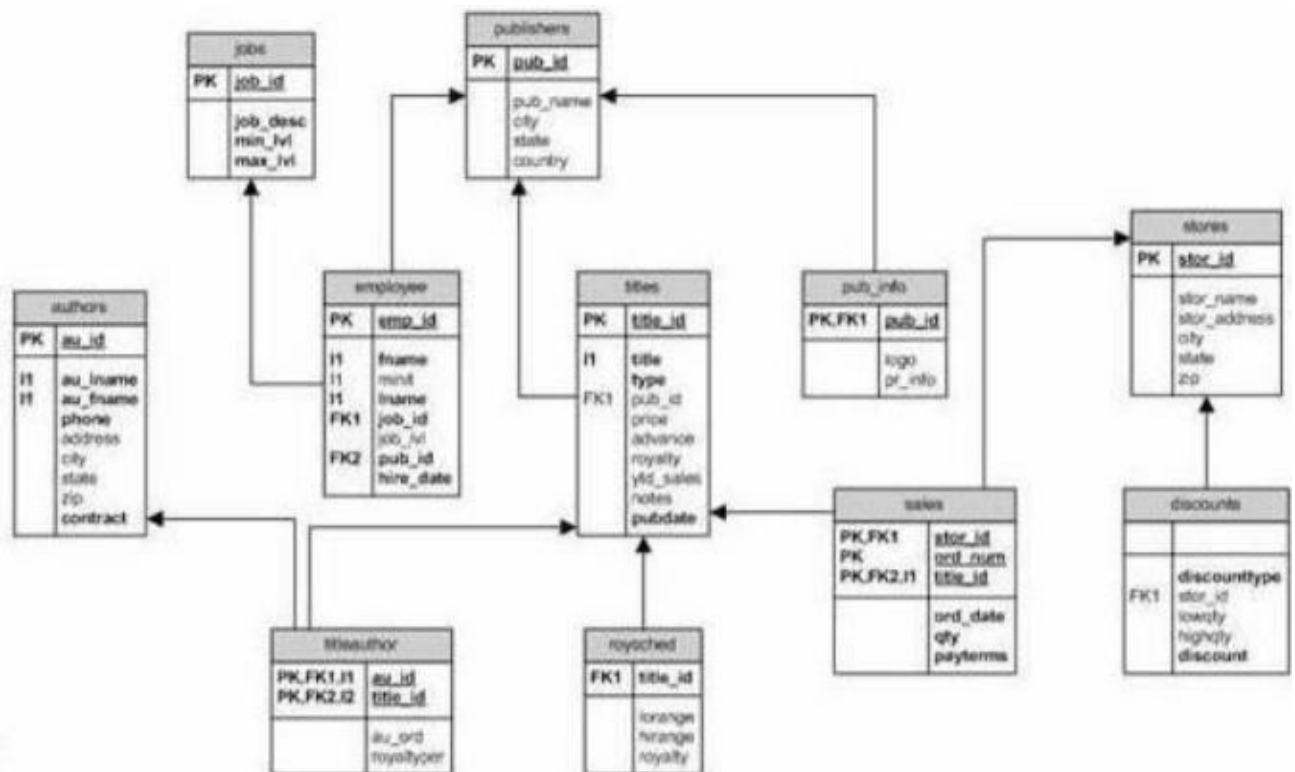 jobs
PK job_id
job_desc
min_lvl
max_lvl
publishers
PK pub_id
pub_name
city
state
country
stores
PK stor_id
stor_name
stor_address
city
state
zip
authors
PK au_id
I1 au_lname
I1 au_fname
phone
address
city
state
zip
contract
employee
PK emp_id
I1 fname
I1 minit
I1 lname
FK1 job_id
job_lvl
FK2 pub_id
hire_date
titles
PK title_id
I1 title
type
FK1 pub_id
price
advance
royalty
ytd_sales
notes
pubdate
pub_info
PK,FK1 pub_id
logo
pr_info
sales
PK,FK1 stor_id
PK ord_num
PK,FK2,I1 title_id
ord_date
qty
payterms
discounts
discounttype
FK1 stor_id
lowqty
highqty
discount
titleauthor
PK,FK1,I1 au_id
PK,FK2,I2 title_id
au_ord
royaltyper
roysched
FK1 title_id
lorange
hirange
royalty